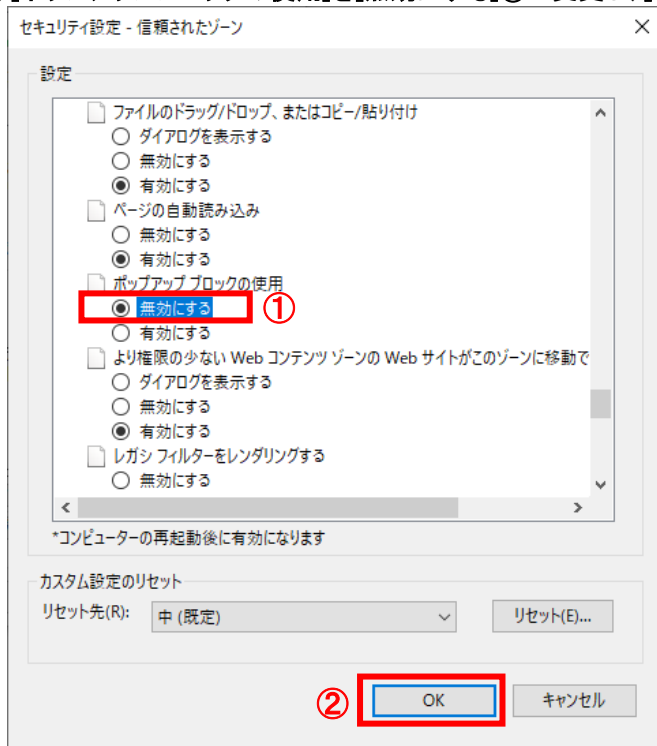 セキュリティ設定 - 信頼されたゾーン
設定
ファイルのドラッグ/ドロップ、またはコピー/貼り付け
ダイアログを表示する
無効にする
有効にする
ページの自動読み込み
無効にする
有効にする
ポップアップ ブロックの使用
無効にする ①
有効にする
より権限の少ない Web コンテンツ ゾーンの Web サイトがこのゾーンに移動で
ダイアログを表示する
無効にする
有効にする
レガシ フィルターをレンダリングする
無効にする
*コンピューターの再起動後に有効になります
カスタム設定のリセット
リセット先(R): 中 (既定) リセット(E)...
② OK キャンセル